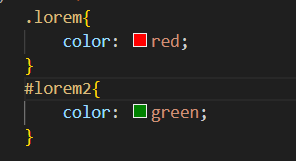 .lorem{
    color: red;
}
#lorem2{
    color: green;
}